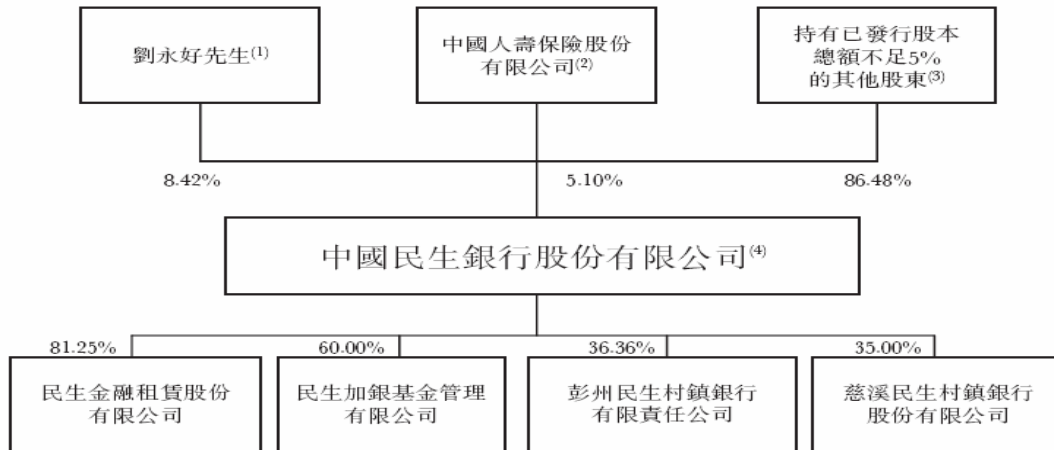 劉永好先生(1)
中國人壽保險股份
有限公司(2)
持有已發行股本
總額不足5%
的其他股東(3)
8.42%
5.10%
86.48%
中國民生銀行股份有限公司(4)
81.25%
60.00%
36.36%
35.00%
民生金融租賃股份
有限公司
民生加銀基金管理
有限公司
彭州民生村鎮銀行
有限責任公司
慈溪民生村鎮銀行
股份有限公司